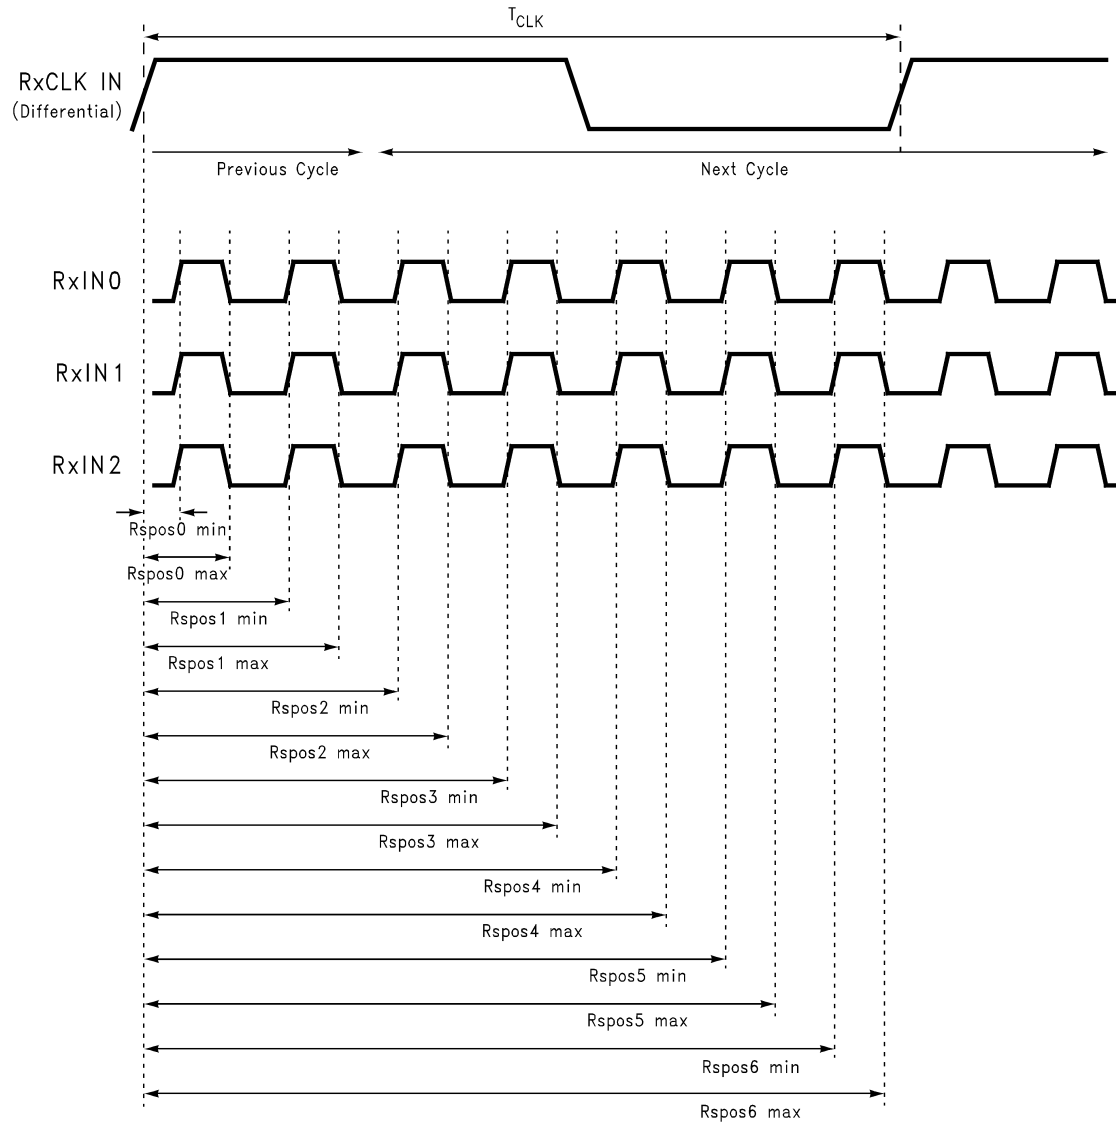 TCLK
RxCLK IN
(Differential)
Previous Cycle
Next Cycle
RxIN0
RxIN1
RxIN2
Rspos0 min
Rspos0 max
Rspos1 min
Rspos1 max
Rspos2 min
Rspos2 max
Rspos3 min
Rspos3 max
Rspos4 min
Rspos4 max
Rspos5 min
Rspos5 max
Rspos6 min
Rspos6 max